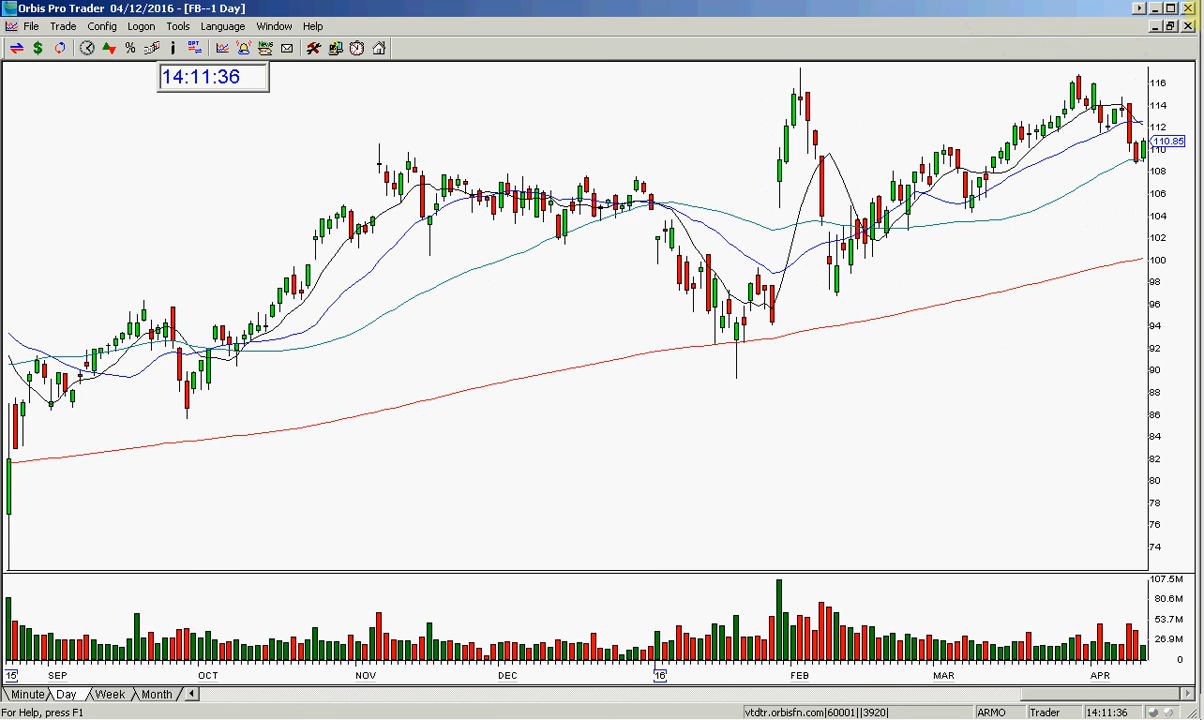 Orbis Pro Trader 04/12/2016 - [FB--1 Day]
File Trade Config Logon Tools Language Window Help
14:11:36
116
114
112
110.85
110
108
106
104
102
100
98
96
94
92
90
88
86
84
82
80
78
76
74
107.5M
80.6M
53.7M
26.9M
0
15 SEP OCT NOV DEC 16 FEB MAR APR
Minute Day Week Month
For Help, press F1 vtdtr.orbisfn.com|60001||3920| ARMO Trader 14:11:36